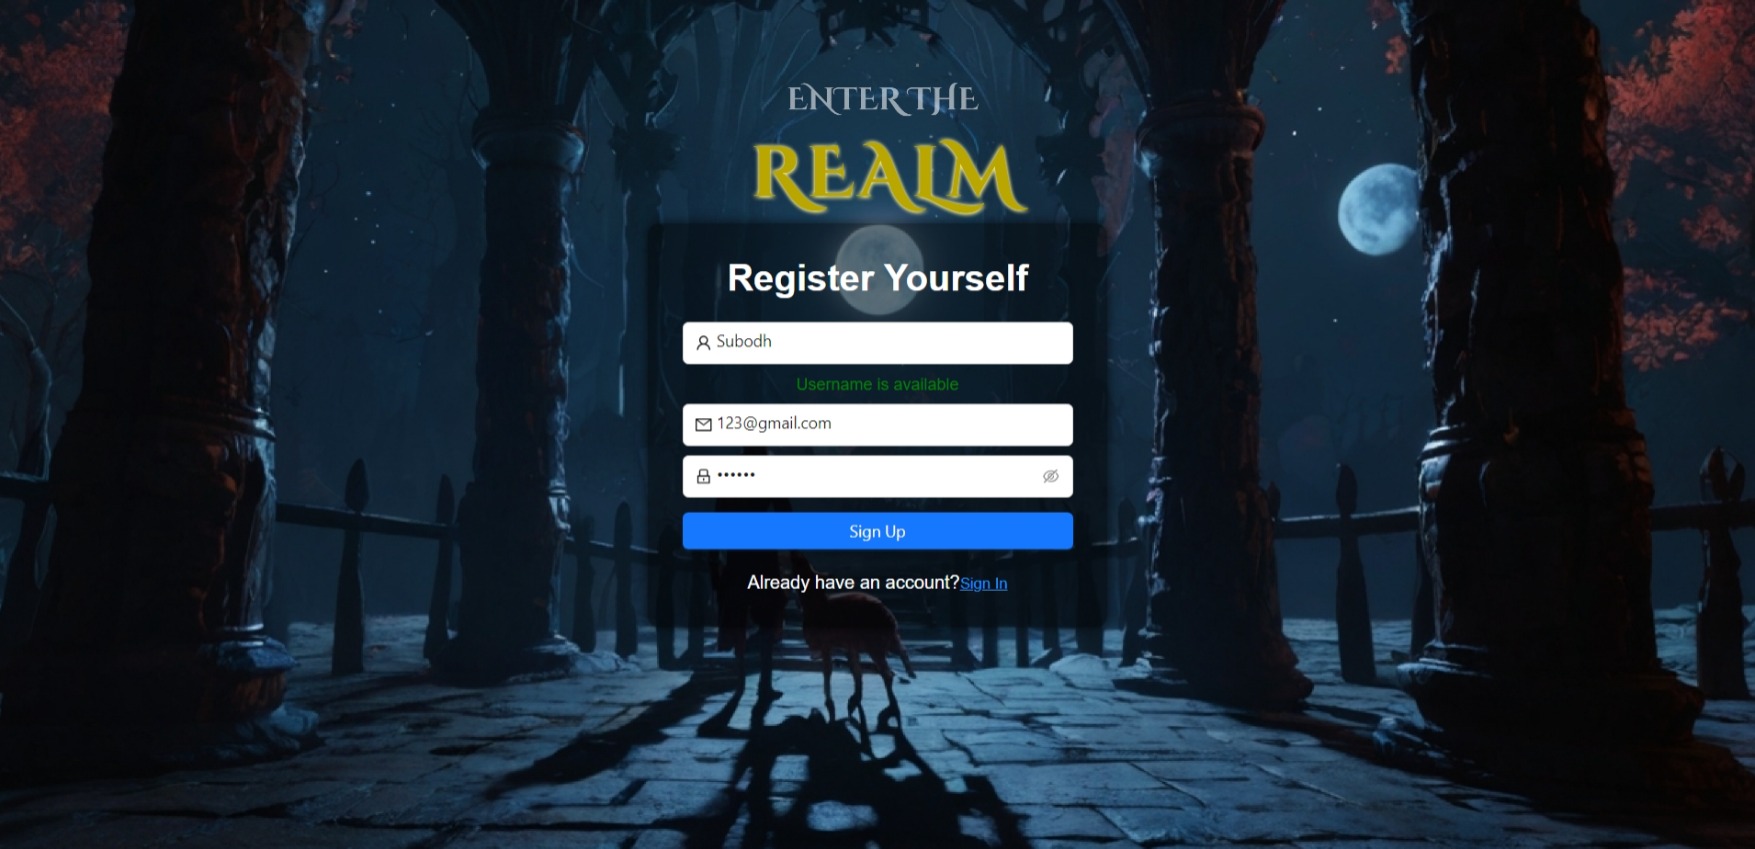 ENTER THE
REALM
Register Yourself
Subodh
Username is available
123@gmail.com
••••••
Sign Up
Already have an account?Sign In